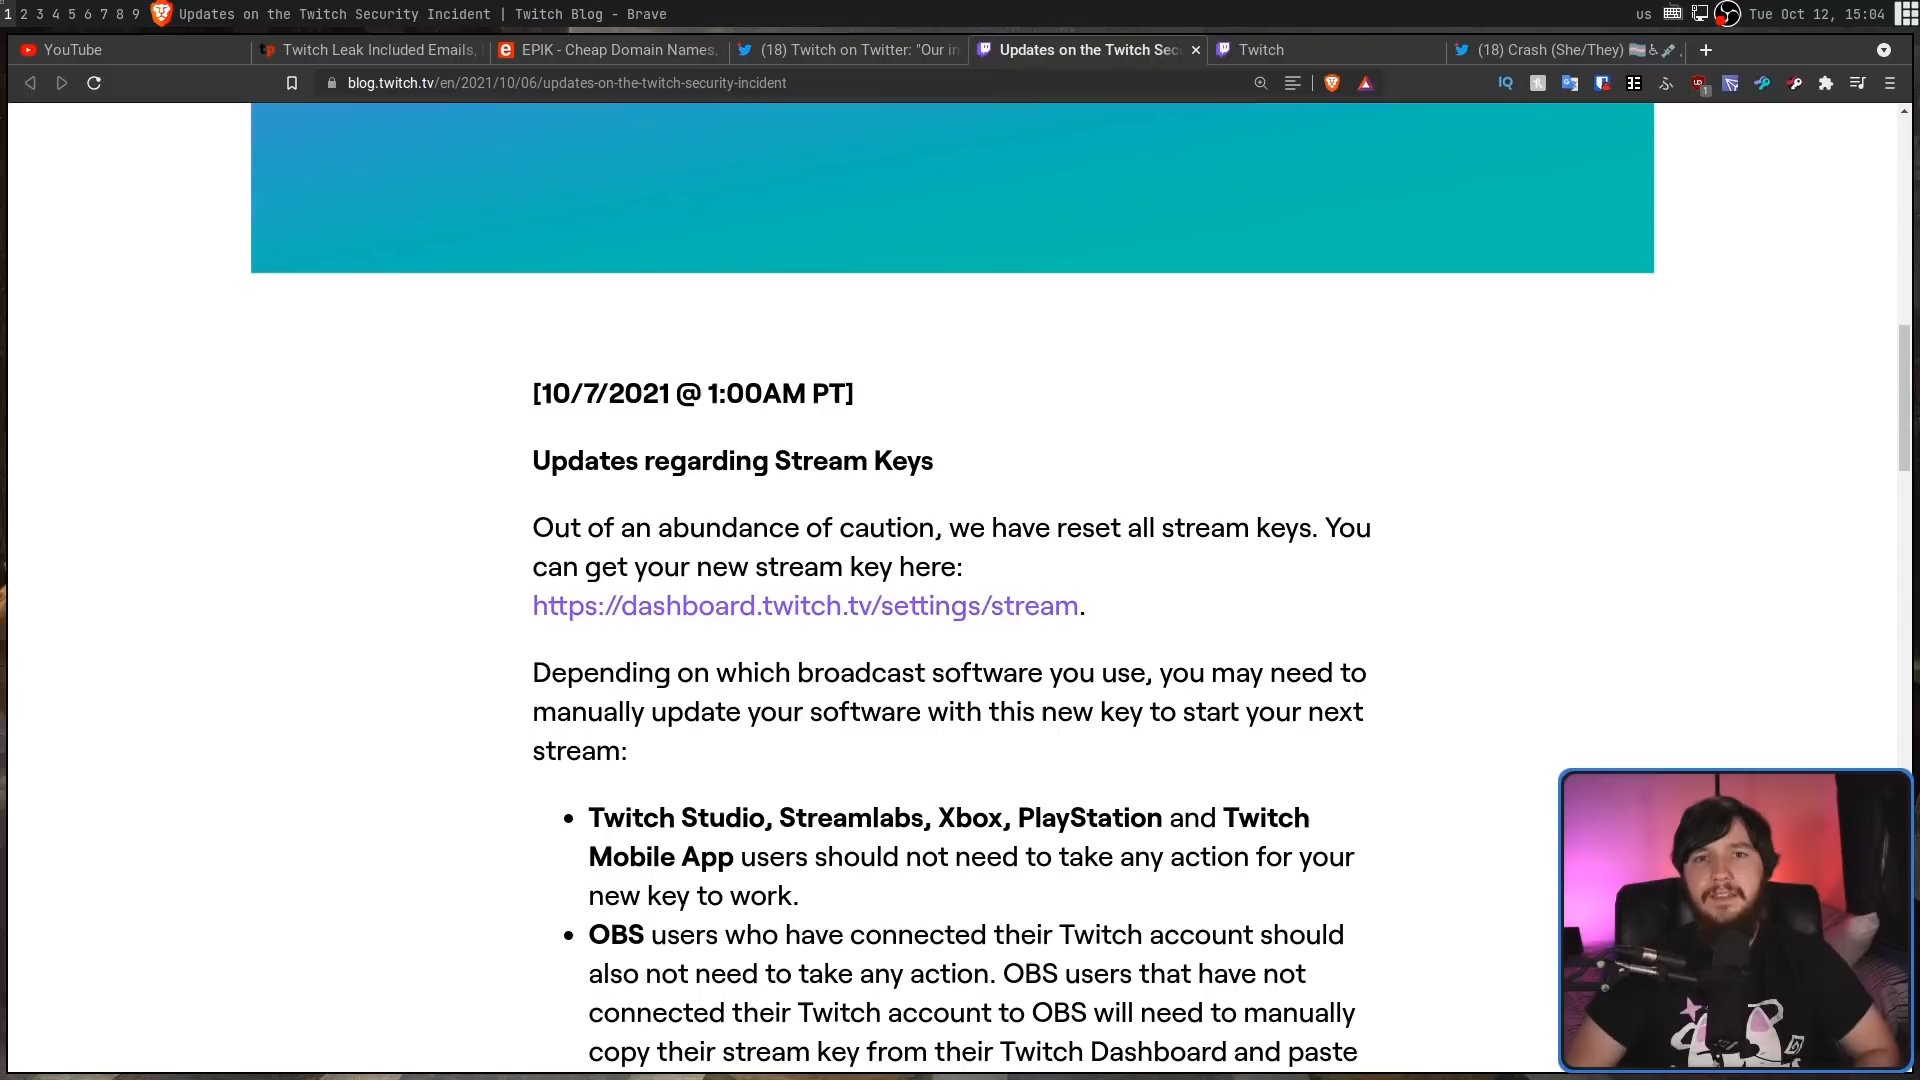 1 2 3 4 5 6 7 8 9 Updates on the Twitch Security Incident | Twitch Blog - Brave us Tue Oct 12, 15:04
YouTube Twitch Leak Included Emails, EPIK - Cheap Domain Names, (18) Twitch on Twitter: "Our in Updates on the Twitch Sec Twitch (18) Crash (She/They)
blog.twitch.tv/en/2021/10/06/updates-on-the-twitch-security-incident IQ 1
[10/7/2021 @ 1:00AM PT]
Updates regarding Stream Keys
Out of an abundance of caution, we have reset all stream keys. You
can get your new stream key here:
https://dashboard.twitch.tv/settings/stream.
Depending on which broadcast software you use, you may need to
manually update your software with this new key to start your next
stream:
• Twitch Studio, Streamlabs, Xbox, PlayStation and Twitch
Mobile App users should not need to take any action for your
new key to work.
• OBS users who have connected their Twitch account should
also not need to take any action. OBS users that have not
connected their Twitch account to OBS will need to manually
copy their stream key from their Twitch Dashboard and paste